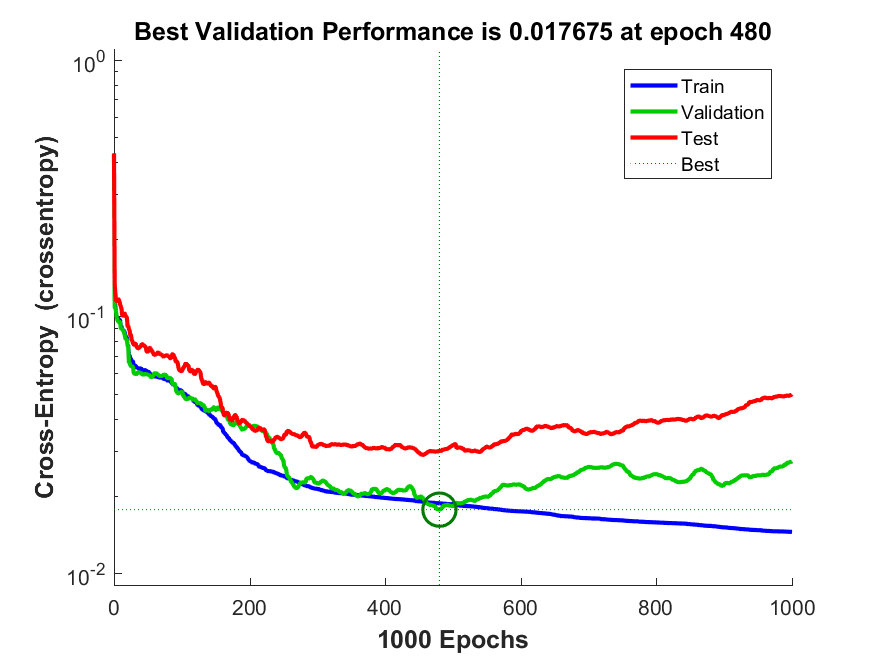 Best Validation Performance is 0.017675 at epoch 480
Cross-Entropy (crossentropy)
10^0
10^-1
10^-2
Train
Validation
Test
Best
0 200 400 600 800 1000
1000 Epochs